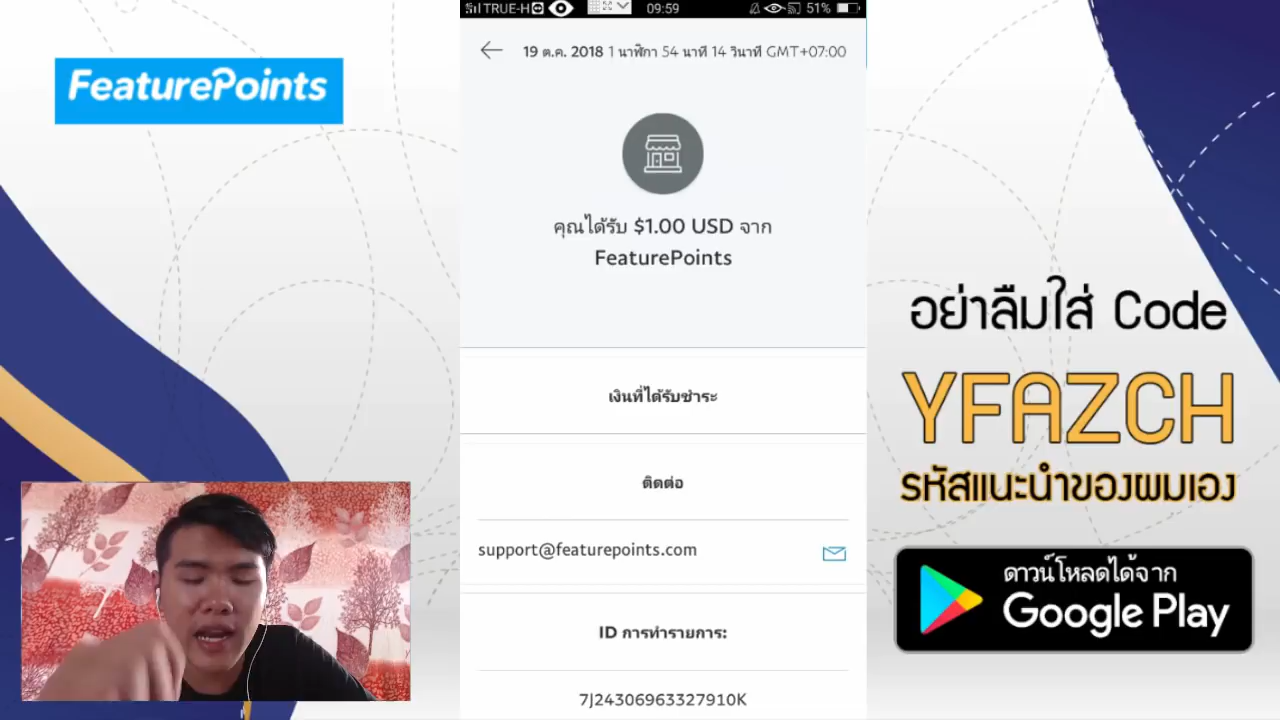 FeaturePoints
TRUE-H 09:59 51%
19 ต.ค. 2018 1 นาฬิกา 54 นาที 14 วินาที GMT+07:00
คุณได้รับ $1.00 USD จาก
FeaturePoints
เงินที่ได้รับชำระ
ติดต่อ
support@featurepoints.com
ID การทำรายการ:
7J24306963327910K
อย่าลืมใส่ Code
YFAZCH
รหัสแนะนำของผมเอง
ดาวน์โหลดได้จาก
Google Play